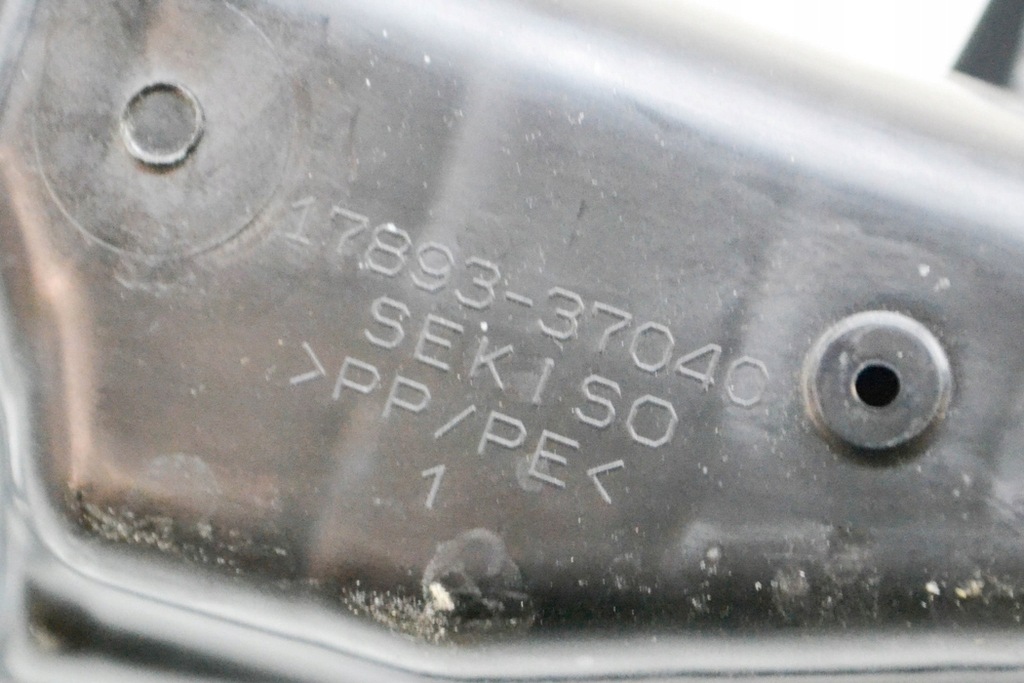 17893-37040
SEKISO
>PP/PE<
1